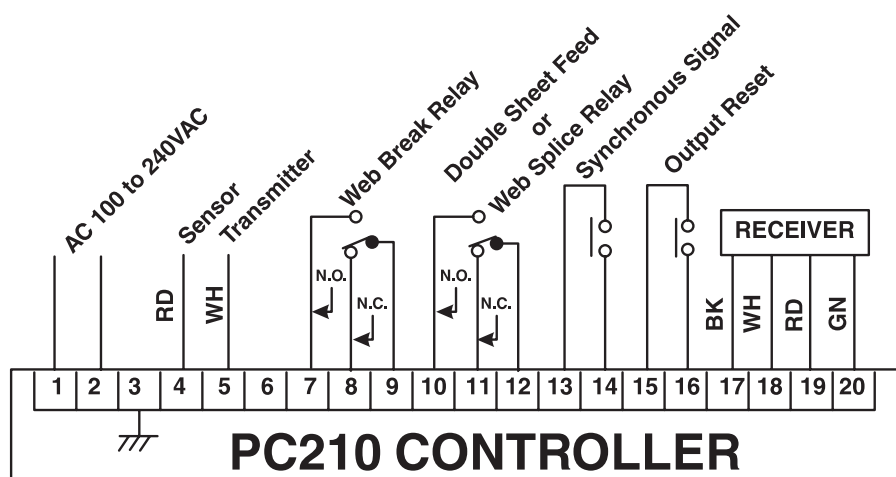 AC 100 to 240VAC
Sensor
Transmitter
Web Break Relay
Double Sheet Feed
or
Web Splice Relay
Synchronous Signal
Output Reset
RECEIVER
N.O.
N.C.
N.O.
N.C.
RD
WH
BK
WH
RD
GN
1 2 3 4 5 6 7 8 9 10 11 12 13 14 15 16 17 18 19 20
PC210 CONTROLLER